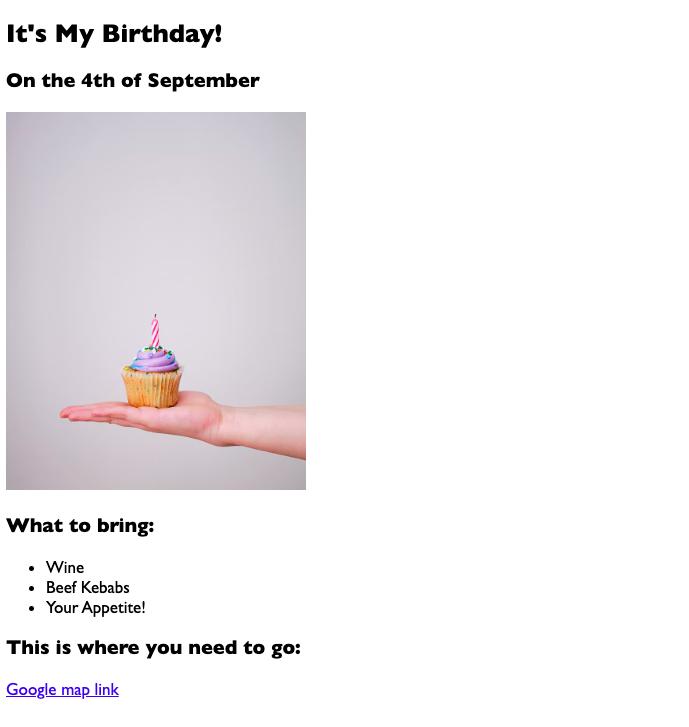 It's My Birthday!
On the 4th of September
What to bring:
Wine
Beef Kebabs
Your Appetite!
This is where you need to go:
Google map link